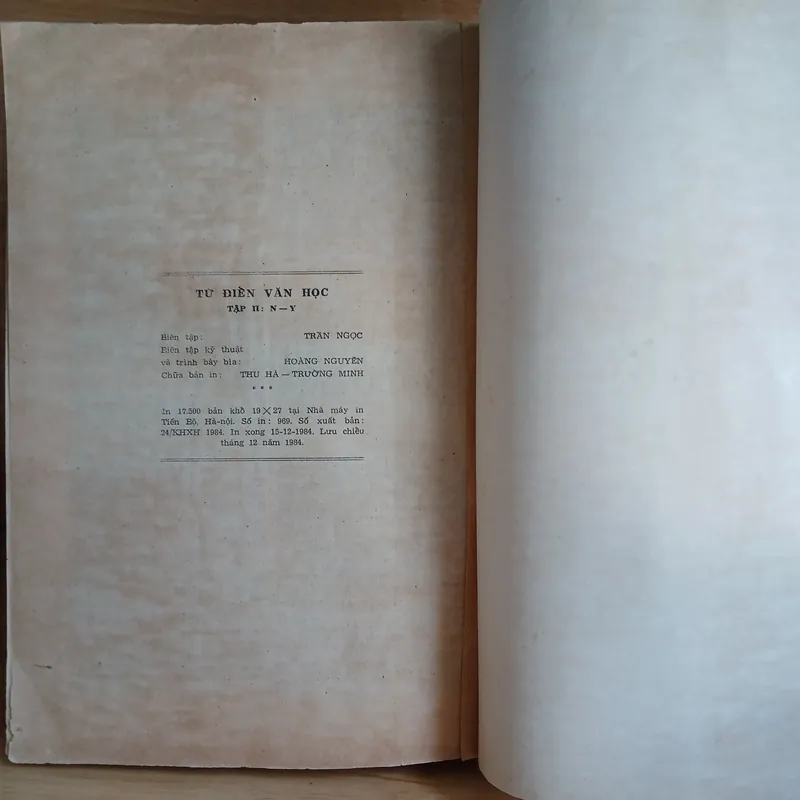 TỪ ĐIỂN VĂN HỌC
TẬP II: N—Y
Biên tập: TRẦN NGỌC
Biên tập kỹ thuật
và trình bày bìa: HOÀNG NGUYÊN
Chữa bản in: THU HÀ — TRƯỜNG MINH
* * *
In 17.500 bản khổ 19×27 tại Nhà máy in
Tiến Bộ, Hà-nội. Số in: 969. Số xuất bản:
24/KHXH 1984. In xong 15-12-1984. Lưu chiểu
tháng 12 năm 1984.